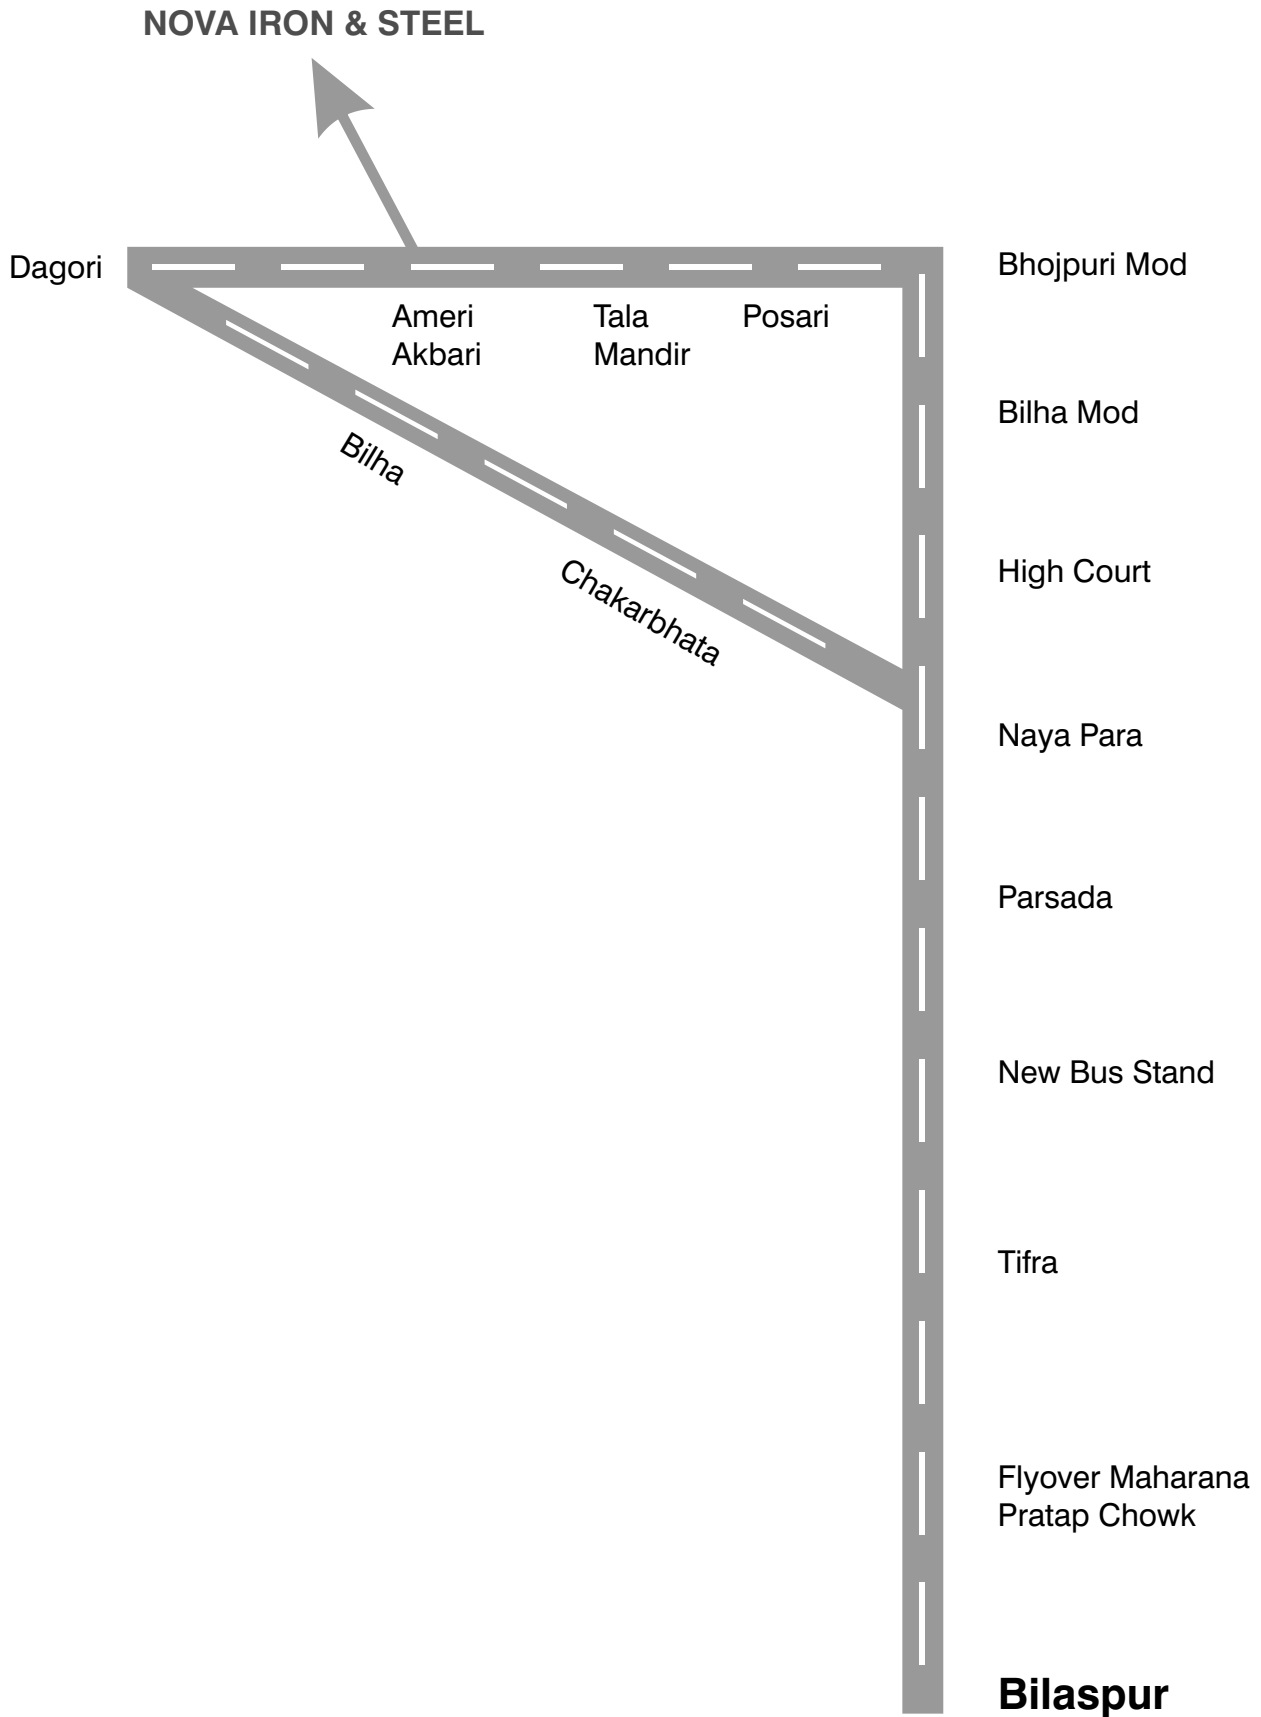 NOVA IRON & STEEL
Dagori
Bhojpuri Mod
Ameri
Akbari
Tala
Mandir
Posari
Bilha Mod
Bilha
High Court
Chakarbhata
Naya Para
Parsada
New Bus Stand
Tifra
Flyover Maharana
Pratap Chowk
Bilaspur